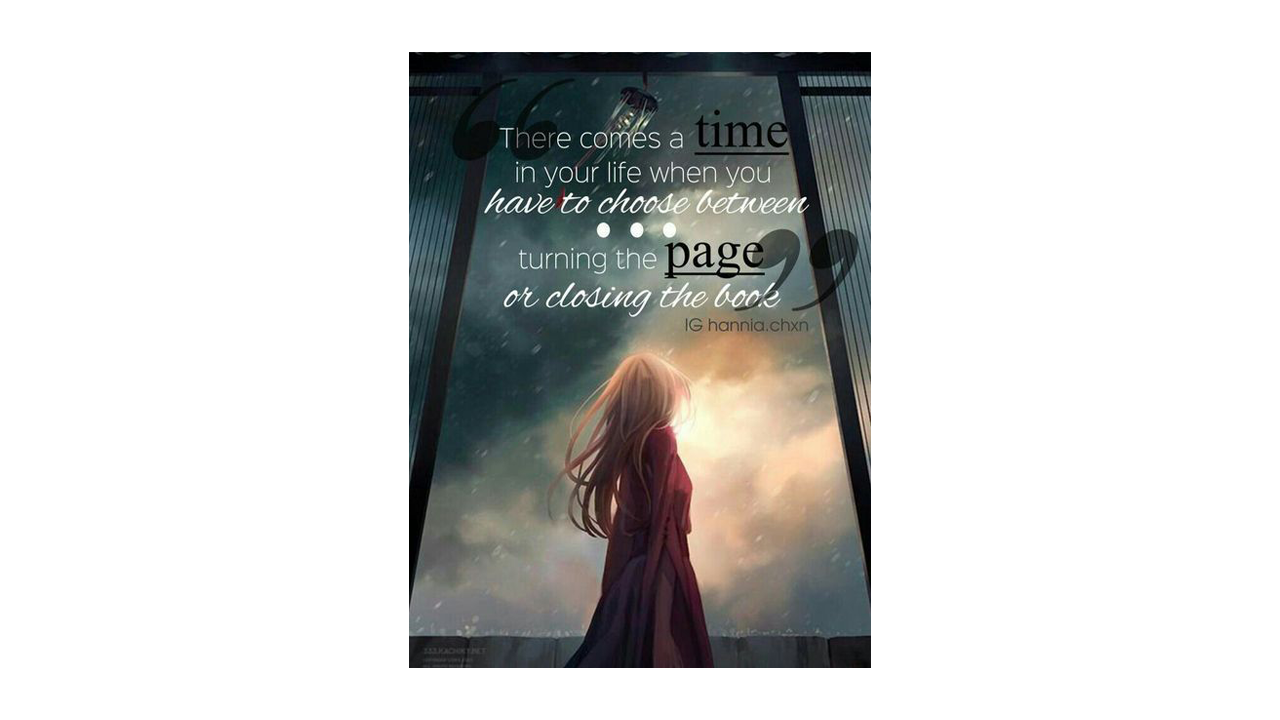 There comes a time
in your life when you
have to choose between
• • •
turning the page
or closing the book
IG hannia.chxn